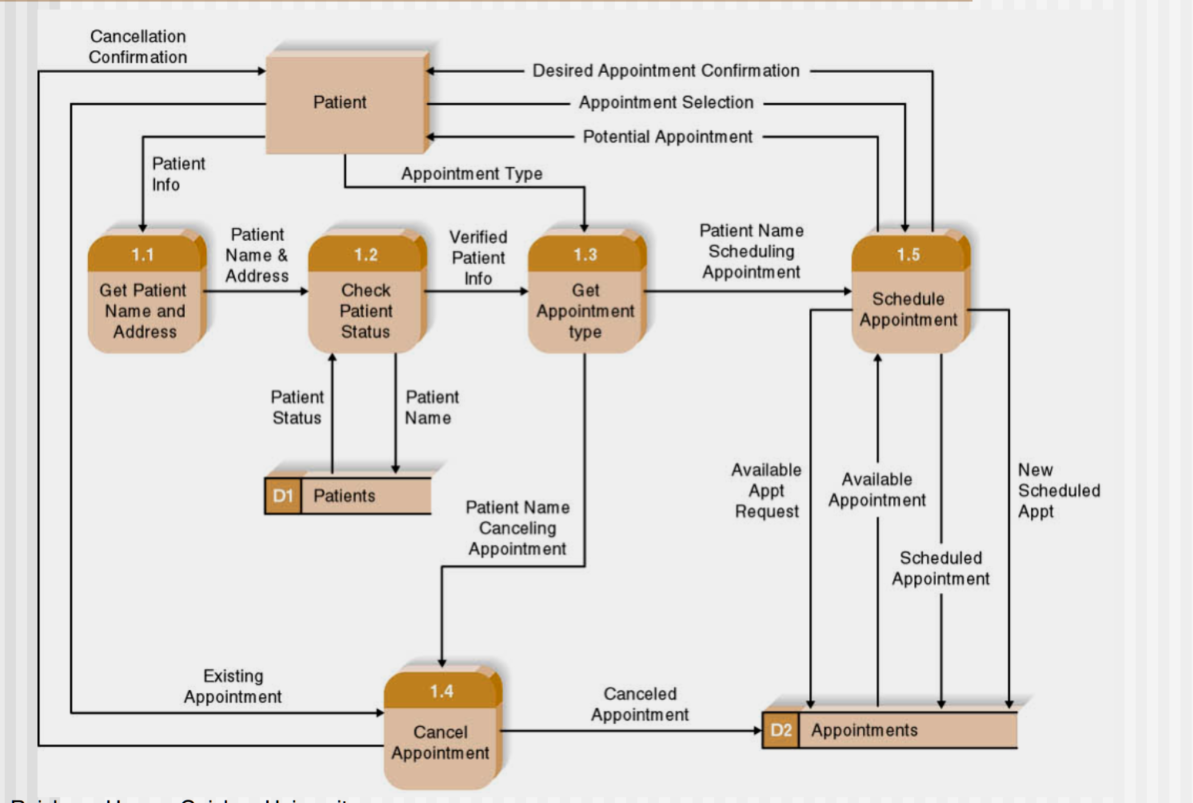 Cancellation
Confirmation
Desired Appointment Confirmation
Patient
Appointment Selection
Potential Appointment
Patient
Info
Appointment Type
Patient
Name &
Address
Verified
Patient
Info
Patient Name
Scheduling
Appointment
1.1
Get Patient
Name and
Address
1.2
Check
Patient
Status
1.3
Get
Appointment
type
1.5
Schedule
Appointment
Patient
Status
Patient
Name
D1 Patients
Patient Name
Canceling
Appointment
Available
Appt
Request
Available
Appointment
Scheduled
Appointment
New
Scheduled
Appt
Existing
Appointment
1.4
Cancel
Appointment
Canceled
Appointment
D2 Appointments